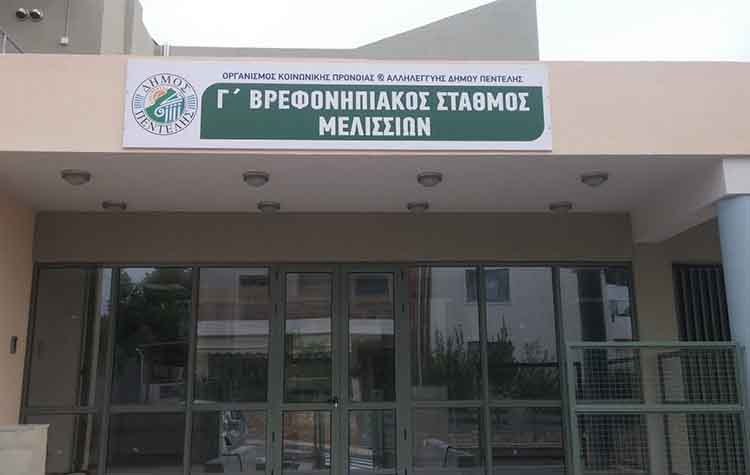 ΔΗΜΟΣ
ΠΕΝΤΕΛΗΣ
ΟΡΓΑΝΙΣΜΟΣ ΚΟΙΝΩΝΙΚΗΣ ΠΡΟΝΟΙΑΣ & ΑΛΛΗΛΕΓΓΥΗΣ ΔΗΜΟΥ ΠΕΝΤΕΛΗΣ
Γ΄ ΒΡΕΦΟΝΗΠΙΑΚΟΣ ΣΤΑΘΜΟΣ
ΜΕΛΙΣΣΙΩΝ